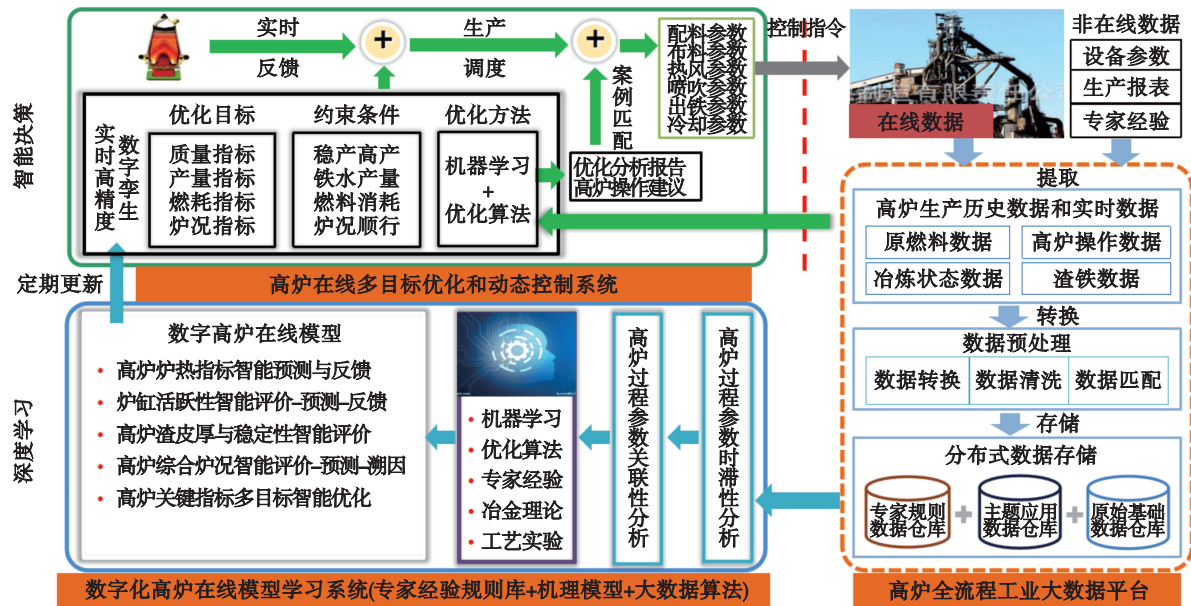 智能决策
实时
反馈
生产
调度
案例匹配
配料参数
布料参数
热风参数
喷吹参数
出铁参数
冷却参数
控制指令
数字孪生
实时高精度
优化目标
质量指标
产量指标
燃耗指标
炉况指标
约束条件
稳产高产
铁水产量
燃料消耗
炉况顺行
优化方法
机器学习
+
优化算法
优化分析报告
高炉操作建议
高炉在线多目标优化和动态控制系统
定期更新
深度学习
数字高炉在线模型
• 高炉炉热指标智能预测与反馈
• 炉缸活跃性智能评价–预测–反馈
• 高炉渣皮厚与稳定性智能评价
• 高炉综合炉况智能评价–预测–溯因
• 高炉关键指标多目标智能优化
• 机器学习
• 优化算法
• 专家经验
• 冶金理论
• 工艺实验
高炉过程参数关联性分析
高炉过程参数时滞性分析
数字化高炉在线模型学习系统(专家经验规则库+机理模型+大数据算法)
在线数据
有限责任公司
非在线数据
设备参数
生产报表
专家经验
提取
高炉生产历史数据和实时数据
原燃料数据
高炉操作数据
冶炼状态数据
渣铁数据
转换
数据预处理
数据转换
数据清洗
数据匹配
存储
分布式数据存储
专家规则
数据仓库
主题应用
数据仓库
原始基础
数据仓库
高炉全流程工业大数据平台